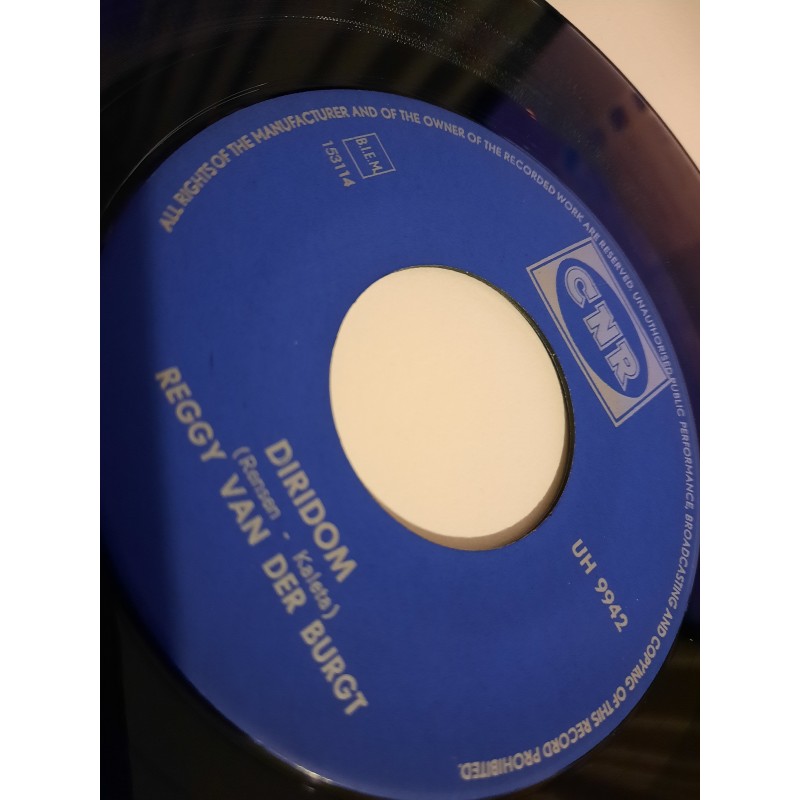 ALL RIGHTS OF THE MANUFACTURER AND OF THE OWNER OF THE RECORDED WORK ARE RESERVED. UNAUTHORISED PUBLIC PERFORMANCE, BROADCASTING AND COPYING OF THIS RECORD PROHIBITED.
CNR
B.I.E.M.
153114
UH 9942
DIRIDOM
(Rensen - Kaleta)
REGGY VAN DER BURGT